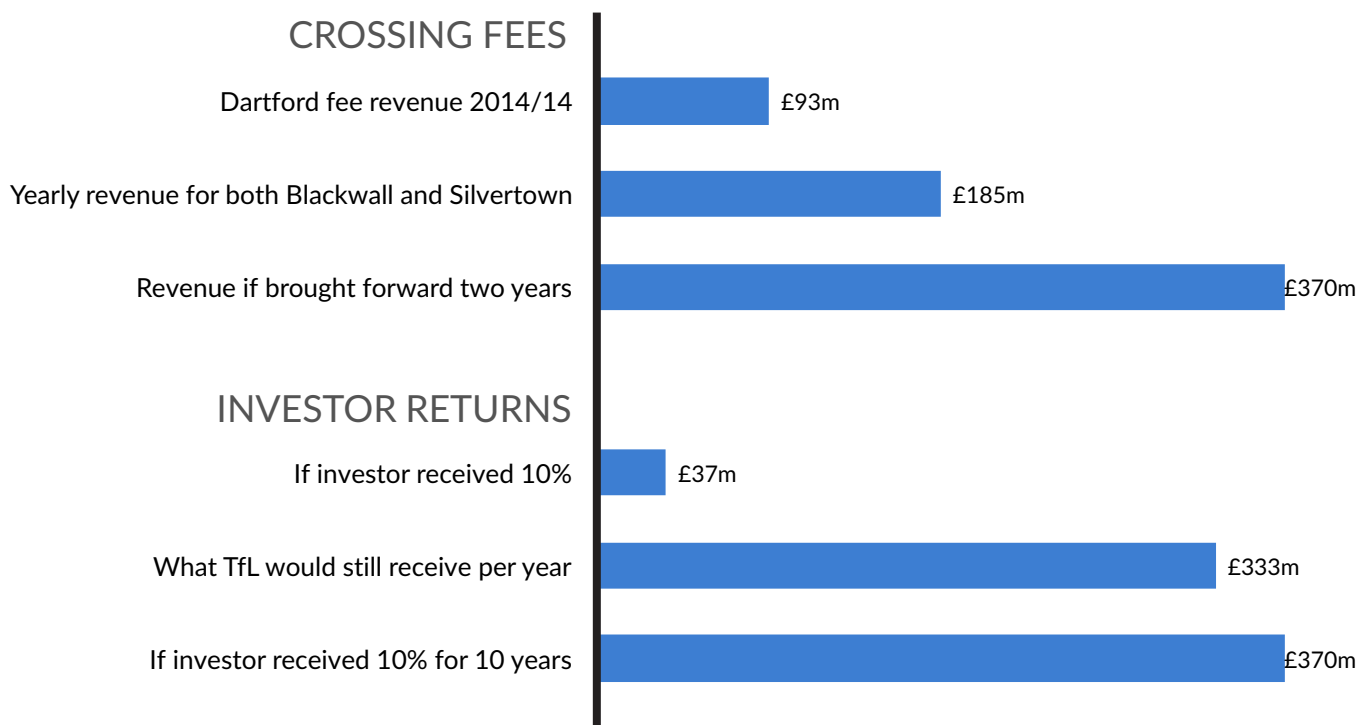 CROSSING FEES
Dartford fee revenue 2014/14 £93m
Yearly revenue for both Blackwall and Silvertown £185m
Revenue if brought forward two years £370m
INVESTOR RETURNS
If investor received 10% £37m
What TfL would still receive per year £333m
If investor received 10% for 10 years £370m